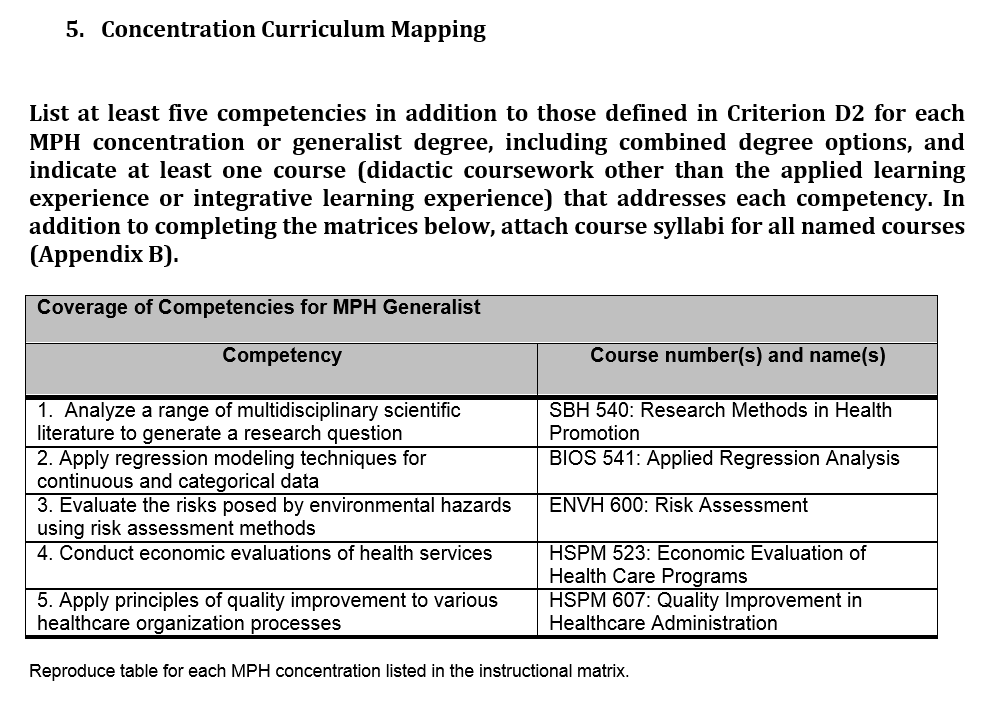 5. Concentration Curriculum Mapping
List at least five competencies in addition to those defined in Criterion D2 for each
MPH concentration or generalist degree, including combined degree options, and
indicate at least one course (didactic coursework other than the applied learning
experience or integrative learning experience) that addresses each competency. In
addition to completing the matrices below, attach course syllabi for all named courses
(Appendix B).
Coverage of Competencies for MPH Generalist
Competency
Course number(s) and name(s)
1. Analyze a range of multidisciplinary scientific
literature to generate a research question
SBH 540: Research Methods in Health
Promotion
2. Apply regression modeling techniques for
continuous and categorical data
BIOS 541: Applied Regression Analysis
3. Evaluate the risks posed by environmental hazards
using risk assessment methods
ENVH 600: Risk Assessment
4. Conduct economic evaluations of health services
HSPM 523: Economic Evaluation of
Health Care Programs
5. Apply principles of quality improvement to various
healthcare organization processes
HSPM 607: Quality Improvement in
Healthcare Administration
Reproduce table for each MPH concentration listed in the instructional matrix.